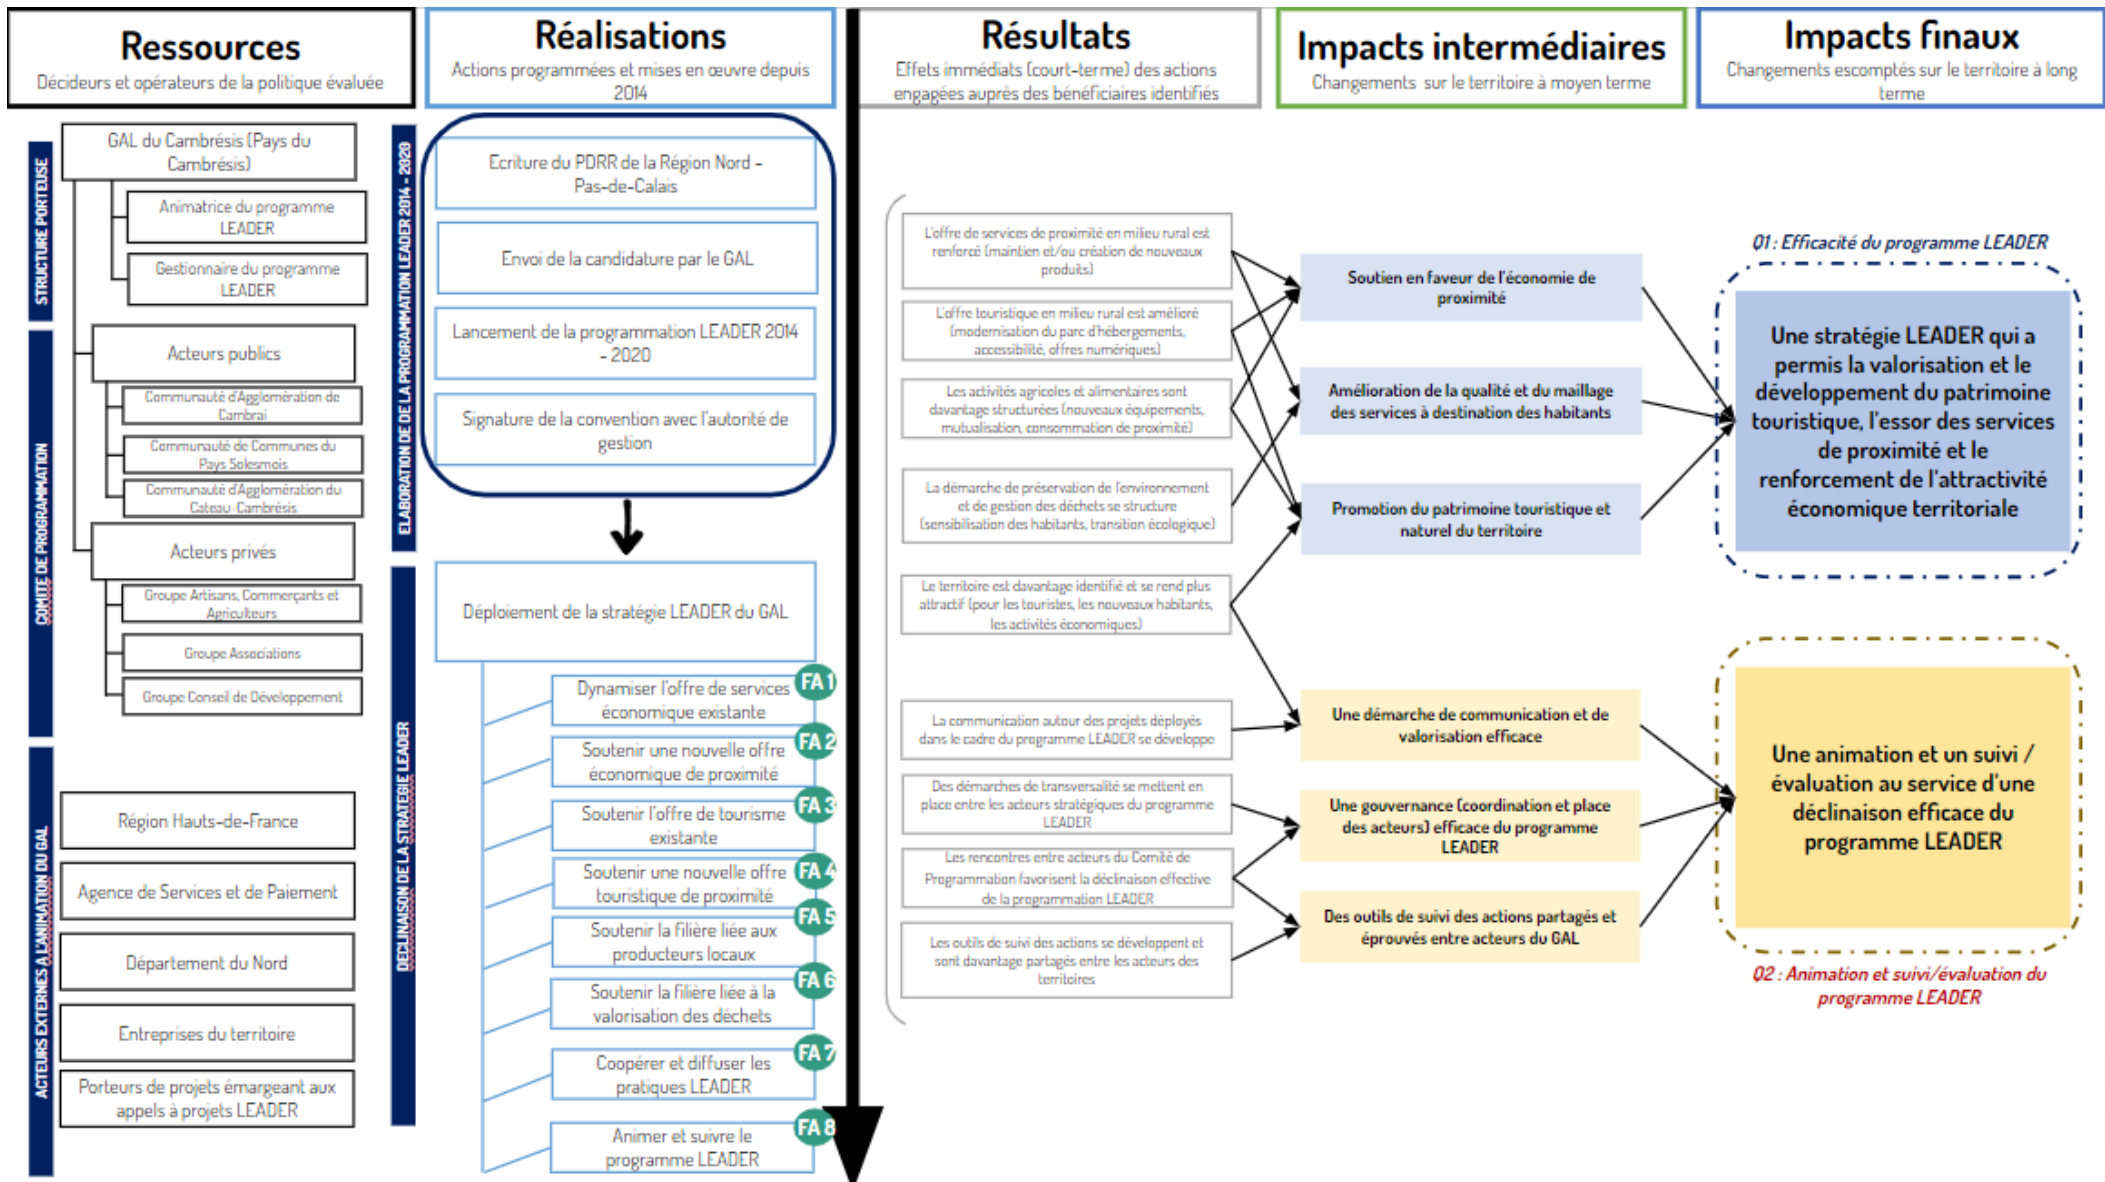 Ressources
Décideurs et opérateurs de la politique évaluée
Réalisations
Actions programmées et mises en œuvre depuis
2014
Résultats
Effets immédiats (court-terme) des actions
engagées auprès des bénéficiaires identifiés
Impacts intermédiaires
Changements sur le territoire à moyen terme
Impacts finaux
Changements escomptés sur le territoire à long
terme
STRUCTURE PORTEUSE
GAL du Cambrésis (Pays du
Cambrésis)
Animatrice du programme
LEADER
Gestionnaire du programme
LEADER
COMITE DE PROGRAMMATION
Acteurs publics
Communauté d'Agglomération de
Cambrai
Communauté de Communes du
Pays Solesmois
Communauté d'Agglomération du
Cateau-Cambrésis
Acteurs privés
Groupe Artisans, Commerçants et
Agriculteurs
Groupe Associations
Groupe Conseil de Développement
ACTEURS EXTERNES A L'ANIMATION DU GAL
Région Hauts-de-France
Agence de Services et de Paiement
Département du Nord
Entreprises du territoire
Porteurs de projets émargeant aux
appels à projets LEADER
ELABORATION DE DE LA PROGRAMMATION LEADER 2014 - 2020
Ecriture du PDRR de la Région Nord -
Pas-de-Calais
Envoi de la candidature par le GAL
Lancement de la programmation LEADER 2014
- 2020
Signature de la convention avec l'autorité de
gestion
DECLINAISON DE LA STRATEGIE LEADER
Déploiement de la stratégie LEADER du GAL
FA 1
Dynamiser l'offre de services
économique existante
FA 2
Soutenir une nouvelle offre
économique de proximité
FA 3
Soutenir l'offre de tourisme
existante
FA 4
Soutenir une nouvelle offre
touristique de proximité
FA 5
Soutenir la filière liée aux
producteurs locaux
FA 6
Soutenir la filière liée à la
valorisation des déchets
FA 7
Coopérer et diffuser les
pratiques LEADER
FA 8
Animer et suivre le
programme LEADER
L'offre de services de proximité en milieu rural est
renforcé (maintien et/ou création de nouveaux
produits)
L'offre touristique en milieu rural est amélioré
(modernisation du parc d'hébergements,
accessibilité, offres numériques)
Les activités agricoles et alimentaires sont
davantage structurées (nouveaux équipements,
mutualisation, consommation de proximité)
La démarche de préservation de l'environnement
et de gestion des déchets se structure
(sensibilisation des habitants, transition écologique)
Le territoire est davantage identifié et se rend plus
attractif (pour les touristes, les nouveaux habitants,
les activités économiques)
La communication autour des projets déployés
dans le cadre du programme LEADER se développe
Des démarches de transversalité se mettent en
place entre les acteurs stratégiques du programme
LEADER
Les rencontres entre acteurs du Comité de
Programmation favorisent la déclinaison effective
de la programmation LEADER
Les outils de suivi des actions se développent et
sont davantage partagés entre les acteurs des
territoires
Soutien en faveur de l'économie de
proximité
Amélioration de la qualité et du maillage
des services à destination des habitants
Promotion du patrimoine touristique et
naturel du territoire
Une démarche de communication et de
valorisation efficace
Une gouvernance (coordination et place
des acteurs) efficace du programme
LEADER
Des outils de suivi des actions partagés et
éprouvés entre acteurs du GAL
Q1 : Efficacité du programme LEADER
Une stratégie LEADER qui a
permis la valorisation et le
développement du patrimoine
touristique, l'essor des services
de proximité et le
renforcement de l'attractivité
économique territoriale
Une animation et un suivi /
évaluation au service d'une
déclinaison efficace du
programme LEADER
Q2 : Animation et suivi/évaluation du
programme LEADER